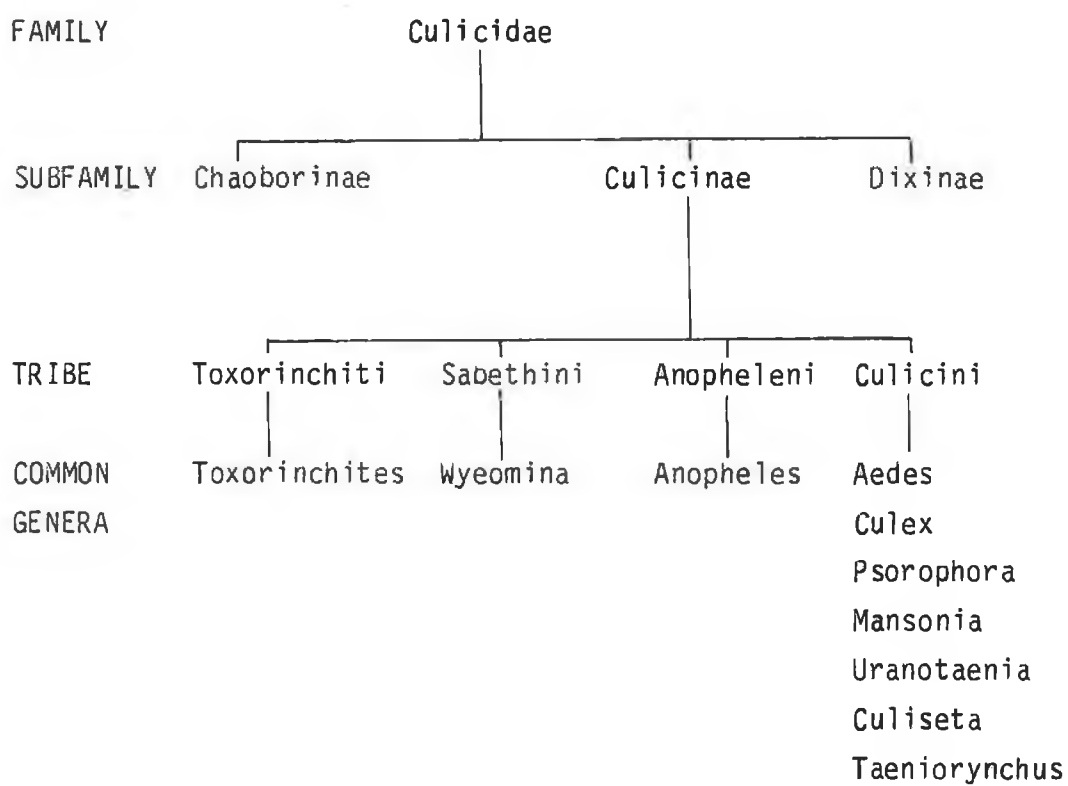 FAMILY Culicidae
SUBFAMILY Chaoborinae Culicinae Dixinae
TRIBE Toxorinchiti Sabethini Anopheleni Culicini
COMMON Toxorinchites Wyeomina Anopheles Aedes
GENERA Culex
Psorophora
Mansonia
Uranotaenia
Culiseta
Taeniorynchus